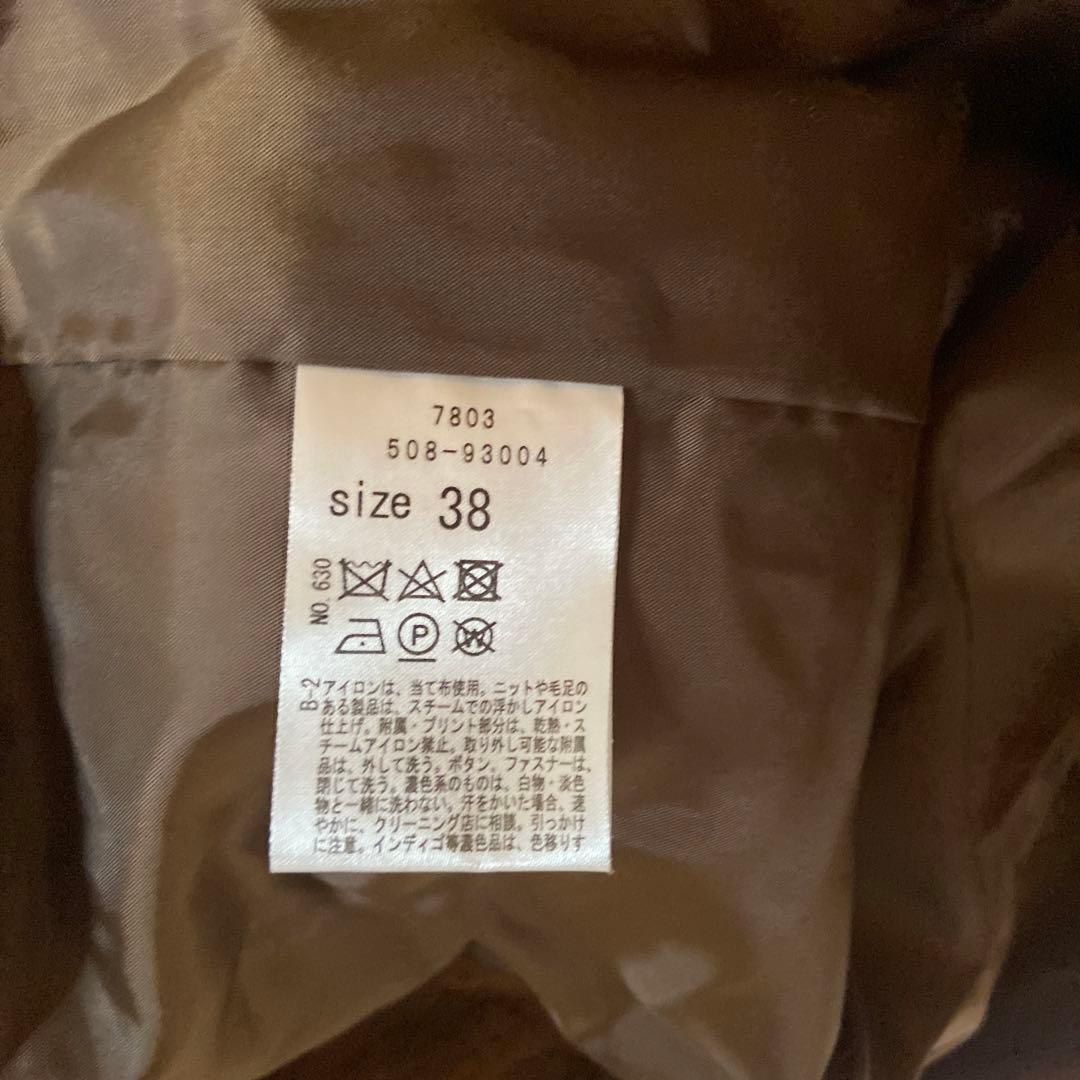 7803
508-93004
size 38
NO. 630
P
W
B-2
アイロンは、当て布使用。ニットや毛足の
ある製品は、スチームでの浮かしアイロン
仕上げ。附属・プリント部分は、乾熱・ス
チームアイロン禁止。取り外し可能な附属
品は、外して洗う。ボタン、ファスナーは、
閉じて洗う。濃色系のものは、白物・淡色
物と一緒に洗わない。汗をかいた場合、速
やかに、クリーニング店に相談。引っかけ
に注意。インディゴ等濃色品は、色移りす